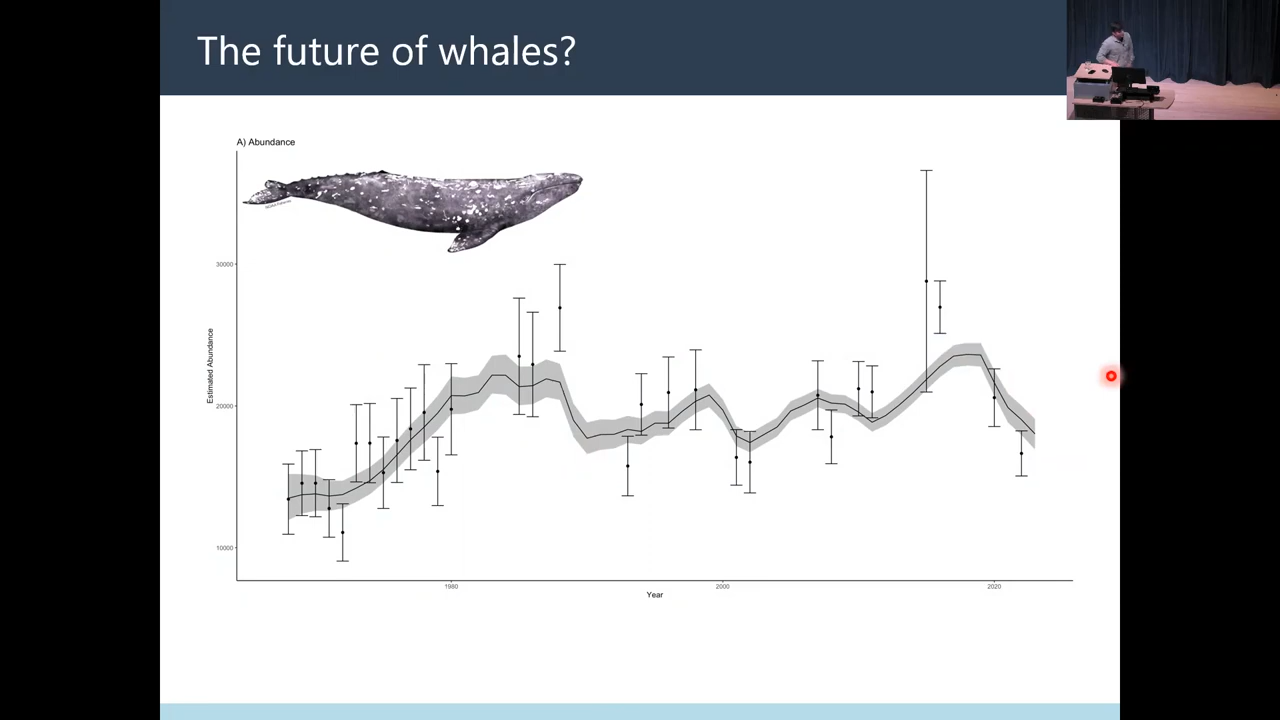 The future of whales?
A) Abundance
30000
Estimated Abundance
20000
10000
1980
2000
2020
Year